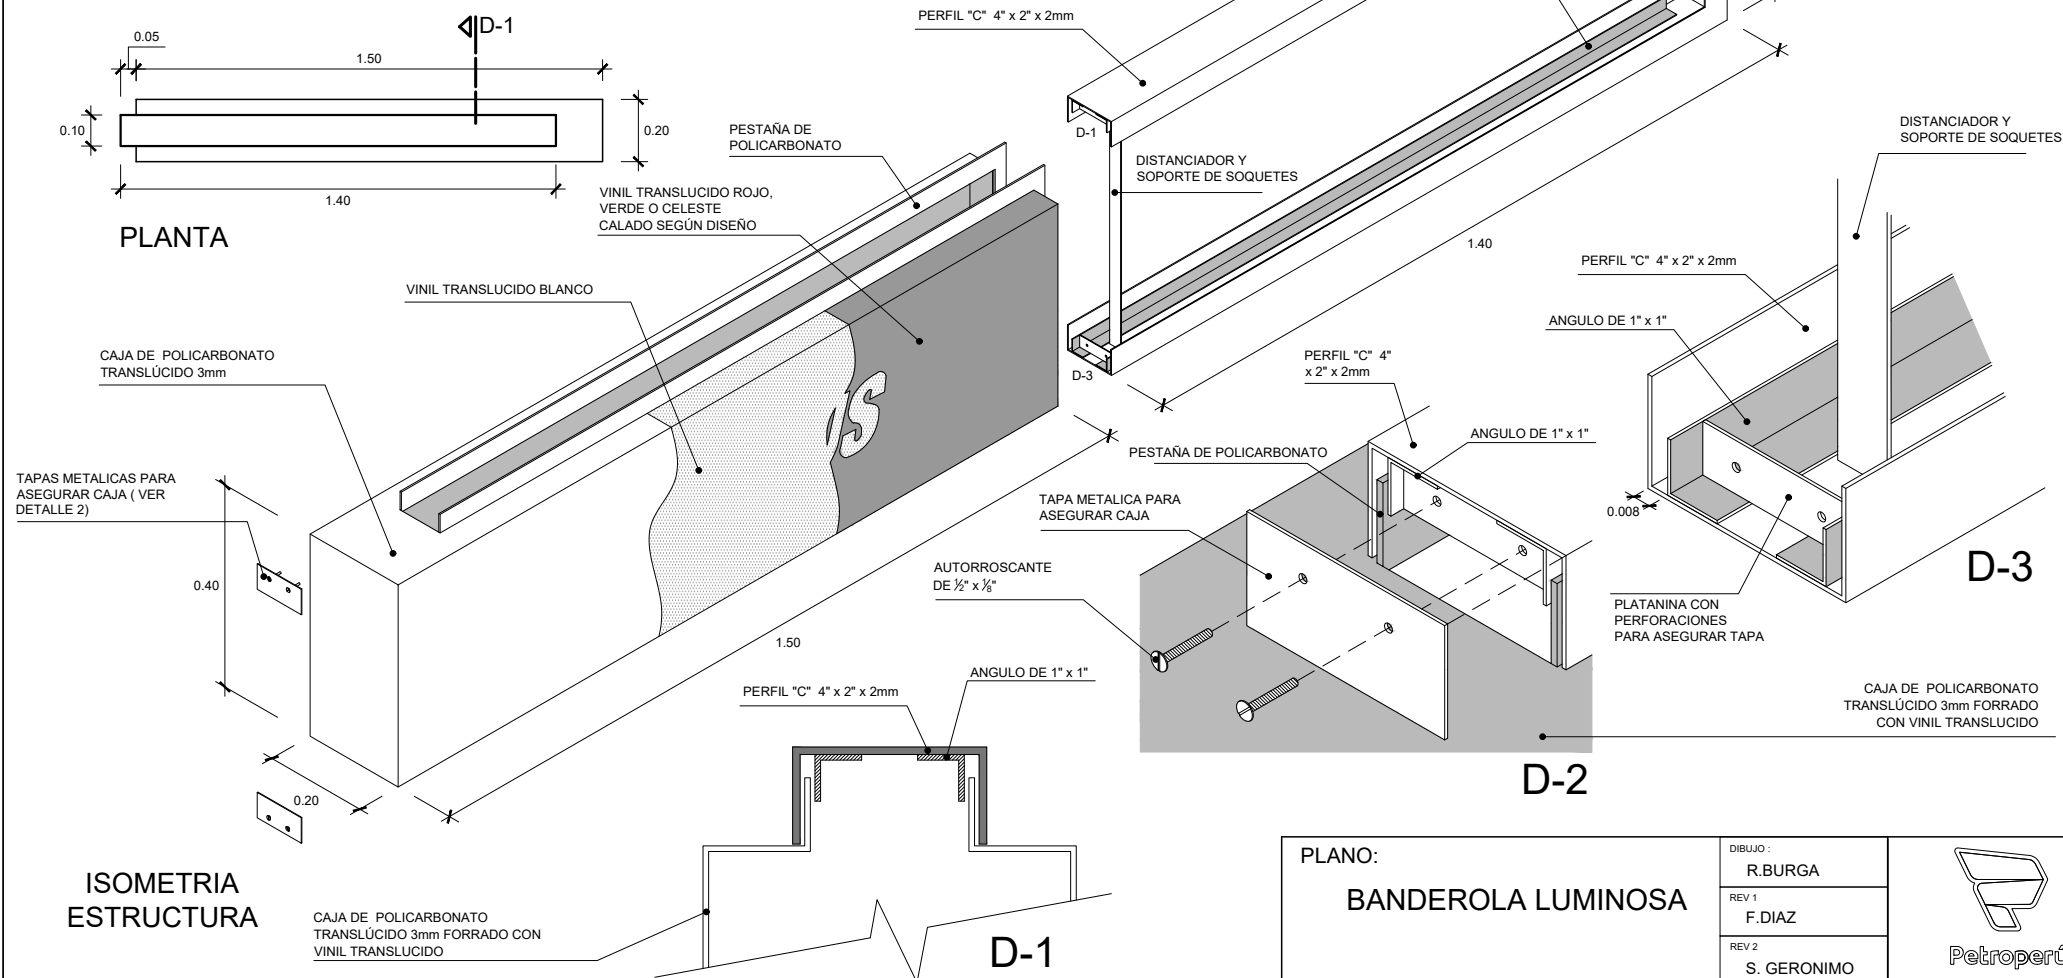 D-1
0.05
1.50
0.10
0.20
1.40
PLANTA
PERFIL "C" 4" x 2" x 2mm
D-1
DISTANCIADOR Y
SOPORTE DE SOQUETES
1.40
D-3
PESTAÑA DE
POLICARBONATO
VINIL TRANSLUCIDO ROJO,
VERDE O CELESTE
CALADO SEGÚN DISEÑO
VINIL TRANSLUCIDO BLANCO
CAJA DE POLICARBONATO
TRANSLÚCIDO 3mm
TAPAS METALICAS PARA
ASEGURAR CAJA ( VER
DETALLE 2)
S
0.40
0.20
1.50
ISOMETRIA
ESTRUCTURA
PERFIL "C" 4" x 2" x 2mm
ANGULO DE 1" x 1"
CAJA DE POLICARBONATO
TRANSLÚCIDO 3mm FORRADO CON
VINIL TRANSLUCIDO
D-1
PERFIL "C" 4"
x 2" x 2mm
ANGULO DE 1" x 1"
PESTAÑA DE POLICARBONATO
TAPA METALICA PARA
ASEGURAR CAJA
AUTORROSCANTE
DE ½" x ⅛"
CAJA DE POLICARBONATO
TRANSLÚCIDO 3mm FORRADO
CON VINIL TRANSLUCIDO
D-2
DISTANCIADOR Y
SOPORTE DE SOQUETES
PERFIL "C" 4" x 2" x 2mm
ANGULO DE 1" x 1"
0.008
PLATANINA CON
PERFORACIONES
PARA ASEGURAR TAPA
D-3
PLANO:
BANDEROLA LUMINOSA
DIBUJO :
R.BURGA
REV 1
F.DIAZ
REV 2
S. GERONIMO
Petroperú